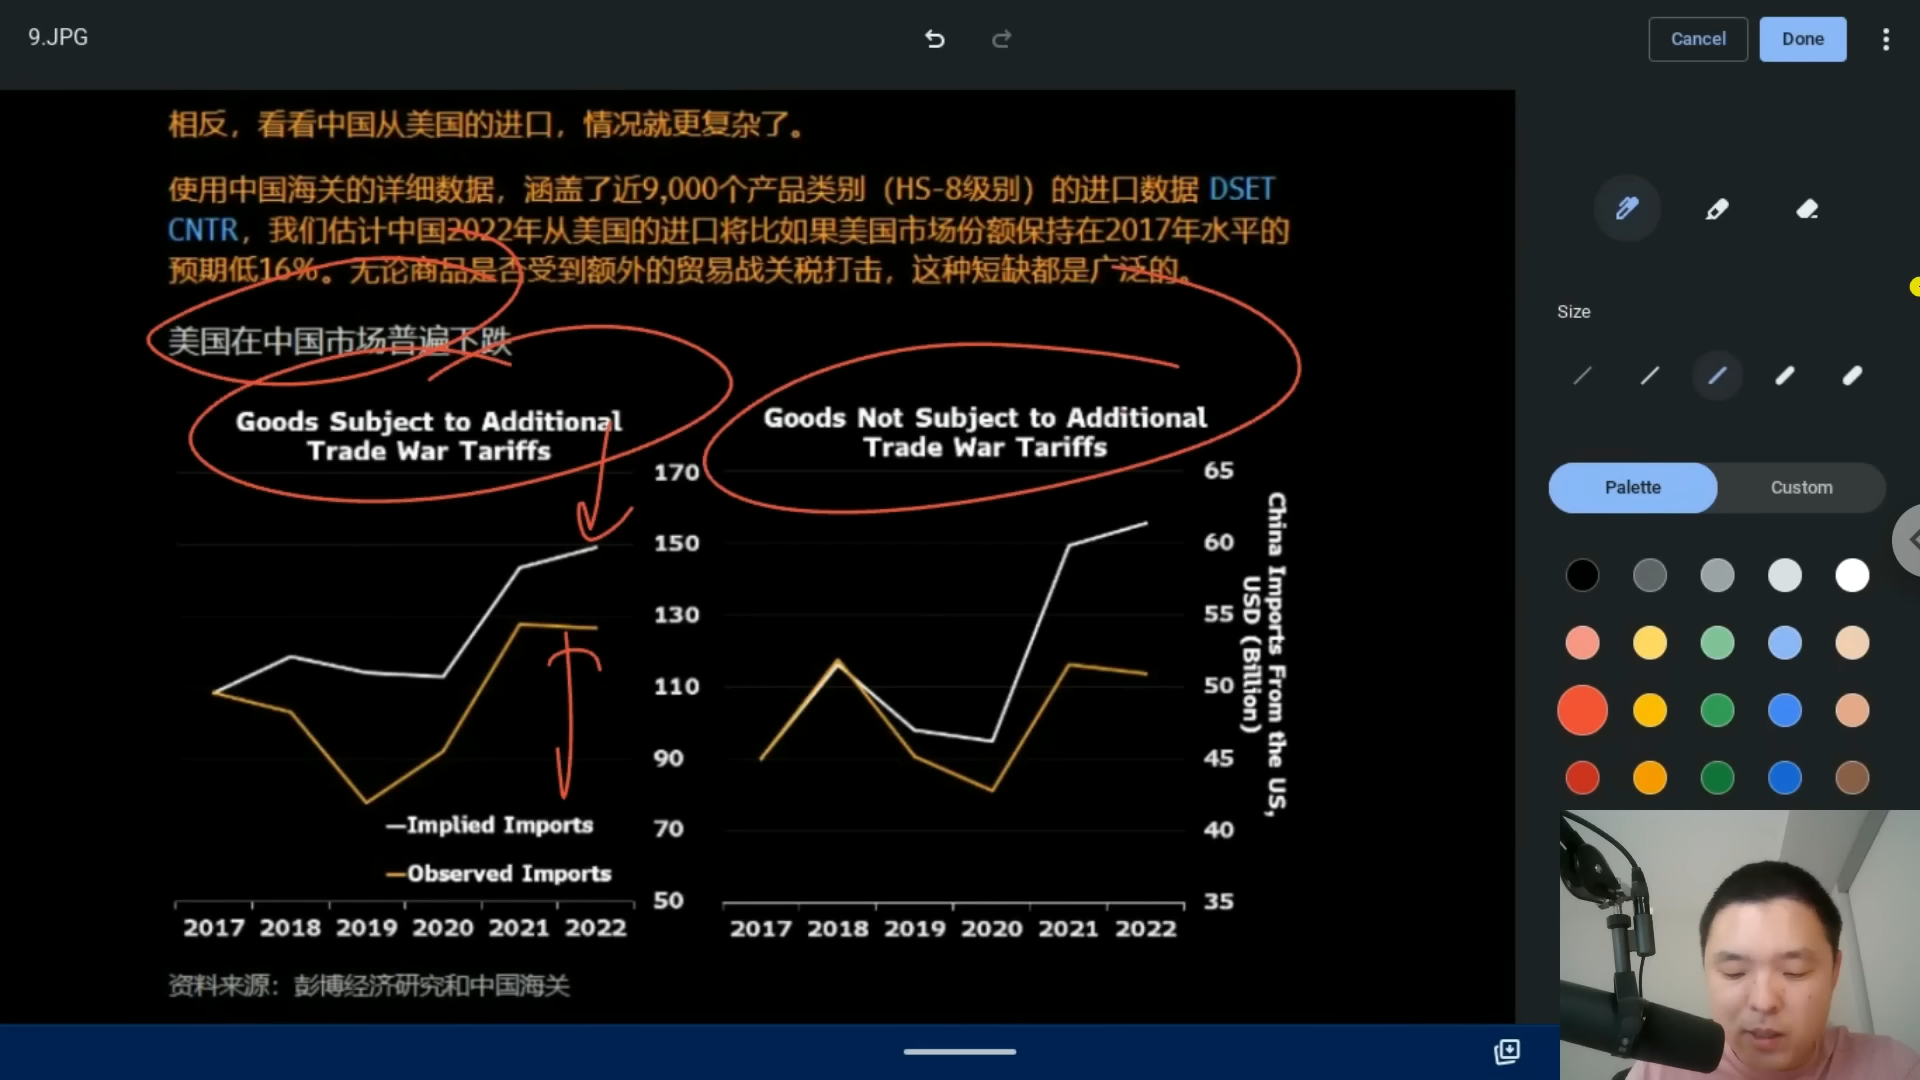 9.JPG
Cancel
Done
相反，看看中国从美国的进口，情况就更复杂了。
使用中国海关的详细数据，涵盖了近9,000个产品类别（HS-8级别）的进口数据 DSET
CNTR，我们估计中国2022年从美国的进口将比如果美国市场份额保持在2017年水平的
预期低16%。无论商品是否受到额外的贸易战关税打击，这种短缺都是广泛的。
美国在中国市场普遍下跌
Goods Subject to Additional
Trade War Tariffs
170
150
130
110
90
70
50
—Implied Imports
—Observed Imports
2017 2018 2019 2020 2021 2022
Goods Not Subject to Additional
Trade War Tariffs
65
60
55
50
45
40
35
China Imports From the US,
USD (Billion)
2017 2018 2019 2020 2021 2022
资料来源：彭博经济研究和中国海关
Size
Palette
Custom